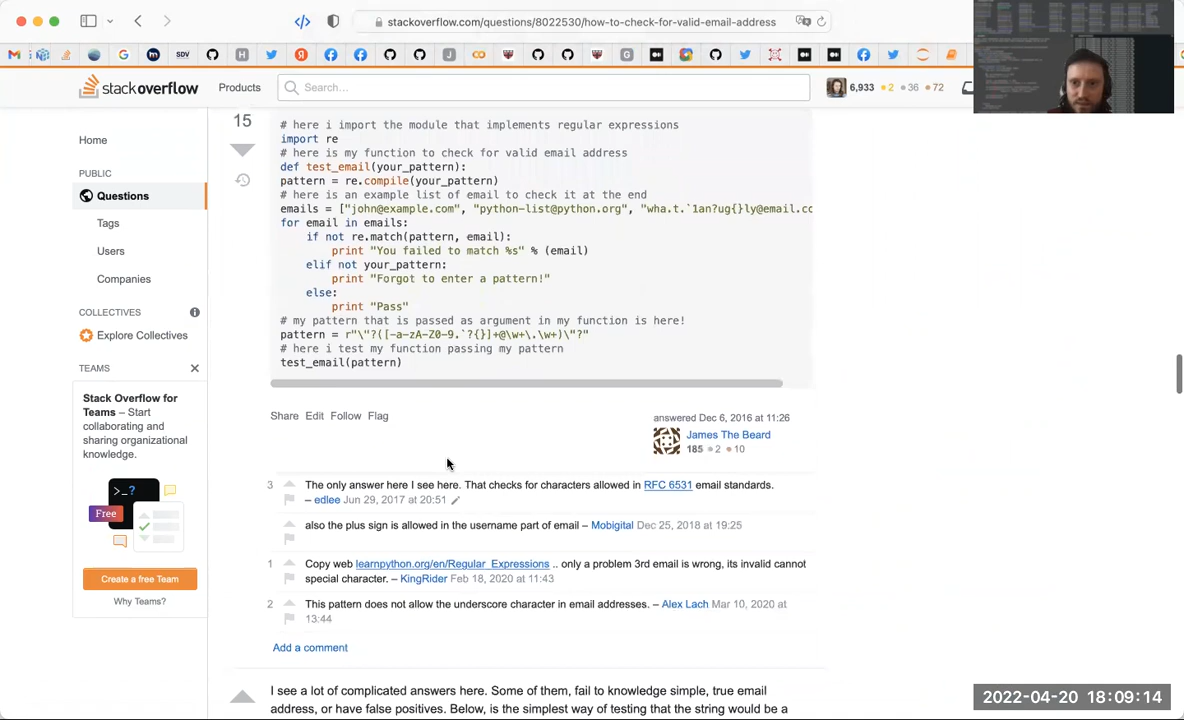 stackoverflow.com/questions/8022530/how-to-check-for-valid-email-address
SDV
stackoverflow
Products
Search...
6,933 2 36 72
Home
PUBLIC
Questions
Tags
Users
Companies
COLLECTIVES
Explore Collectives
TEAMS
Stack Overflow for
Teams – Start
collaborating and
sharing organizational
knowledge.
>_?
Free
Create a free Team
Why Teams?
15
# here i import the module that implements regular expressions
import re
# here is my function to check for valid email address
def test_email(your_pattern):
pattern = re.compile(your_pattern)
# here is an example list of email to check it at the end
emails = ["john@example.com", "python-list@python.org", "wha.t.`1an?ug{}ly@email.co
for email in emails:
    if not re.match(pattern, email):
        print "You failed to match %s" % (email)
    elif not your_pattern:
        print "Forgot to enter a pattern!"
    else:
        print "Pass"
# my pattern that is passed as argument in my function is here!
pattern = r"\"?([-a-zA-Z0-9.`?{}]+@\w+\.\w+)\"?"
# here i test my function passing my pattern
test_email(pattern)
Share Edit Follow Flag
answered Dec 6, 2016 at 11:26
James The Beard
185 2 10
3 The only answer here I see here. That checks for characters allowed in RFC 6531 email standards.
– edlee Jun 29, 2017 at 20:51
also the plus sign is allowed in the username part of email – Mobigital Dec 25, 2018 at 19:25
1 Copy web learnpython.org/en/Regular_Expressions .. only a problem 3rd email is wrong, its invalid cannot
special character. – KingRider Feb 18, 2020 at 11:43
2 This pattern does not allow the underscore character in email addresses. – Alex Lach Mar 10, 2020 at
13:44
Add a comment
I see a lot of complicated answers here. Some of them, fail to knowledge simple, true email
address, or have false positives. Below, is the simplest way of testing that the string would be a
2022-04-20 18:09:14